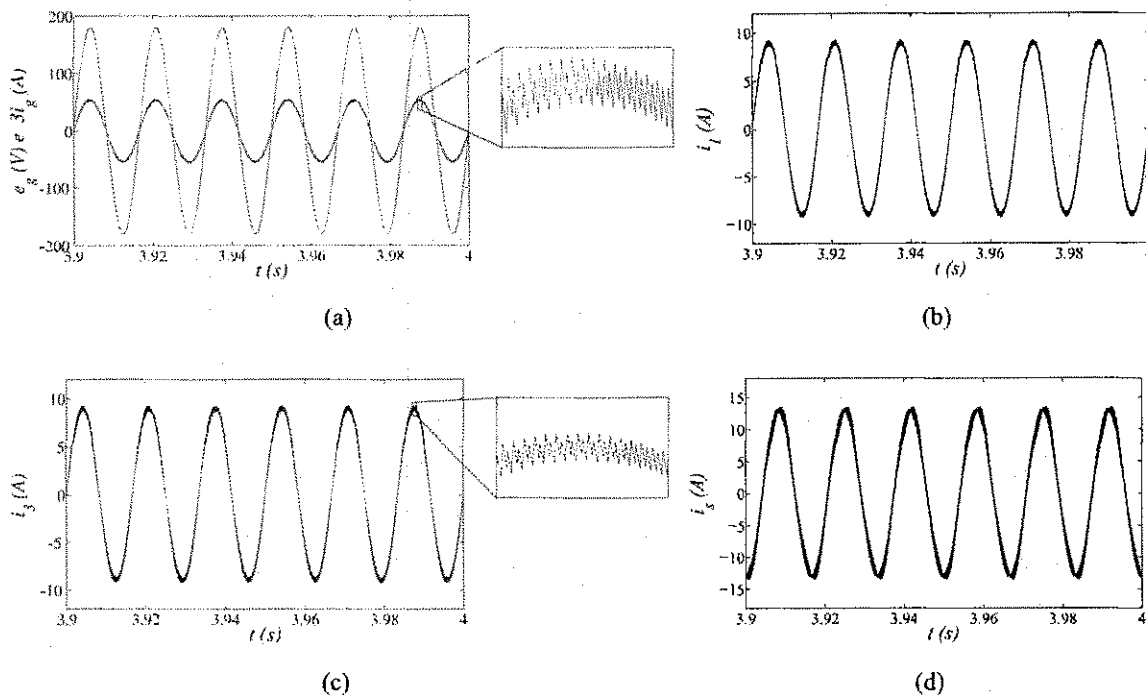 200
100
0
-100
-200
e_g (V) e 3i_g (A)
3.9 3.92 3.94 3.96 3.98 4
t (s)
(a)
10
5
0
-5
-10
i_1 (A)
3.9 3.92 3.94 3.96 3.98
t (s)
(b)
10
5
0
-5
-10
i_3 (A)
3.9 3.92 3.94 3.96 3.98 4
t (s)
(c)
15
10
5
0
-5
-10
-15
i_s (A)
3.9 3.92 3.94 3.96 3.98 4
t (s)
(d)